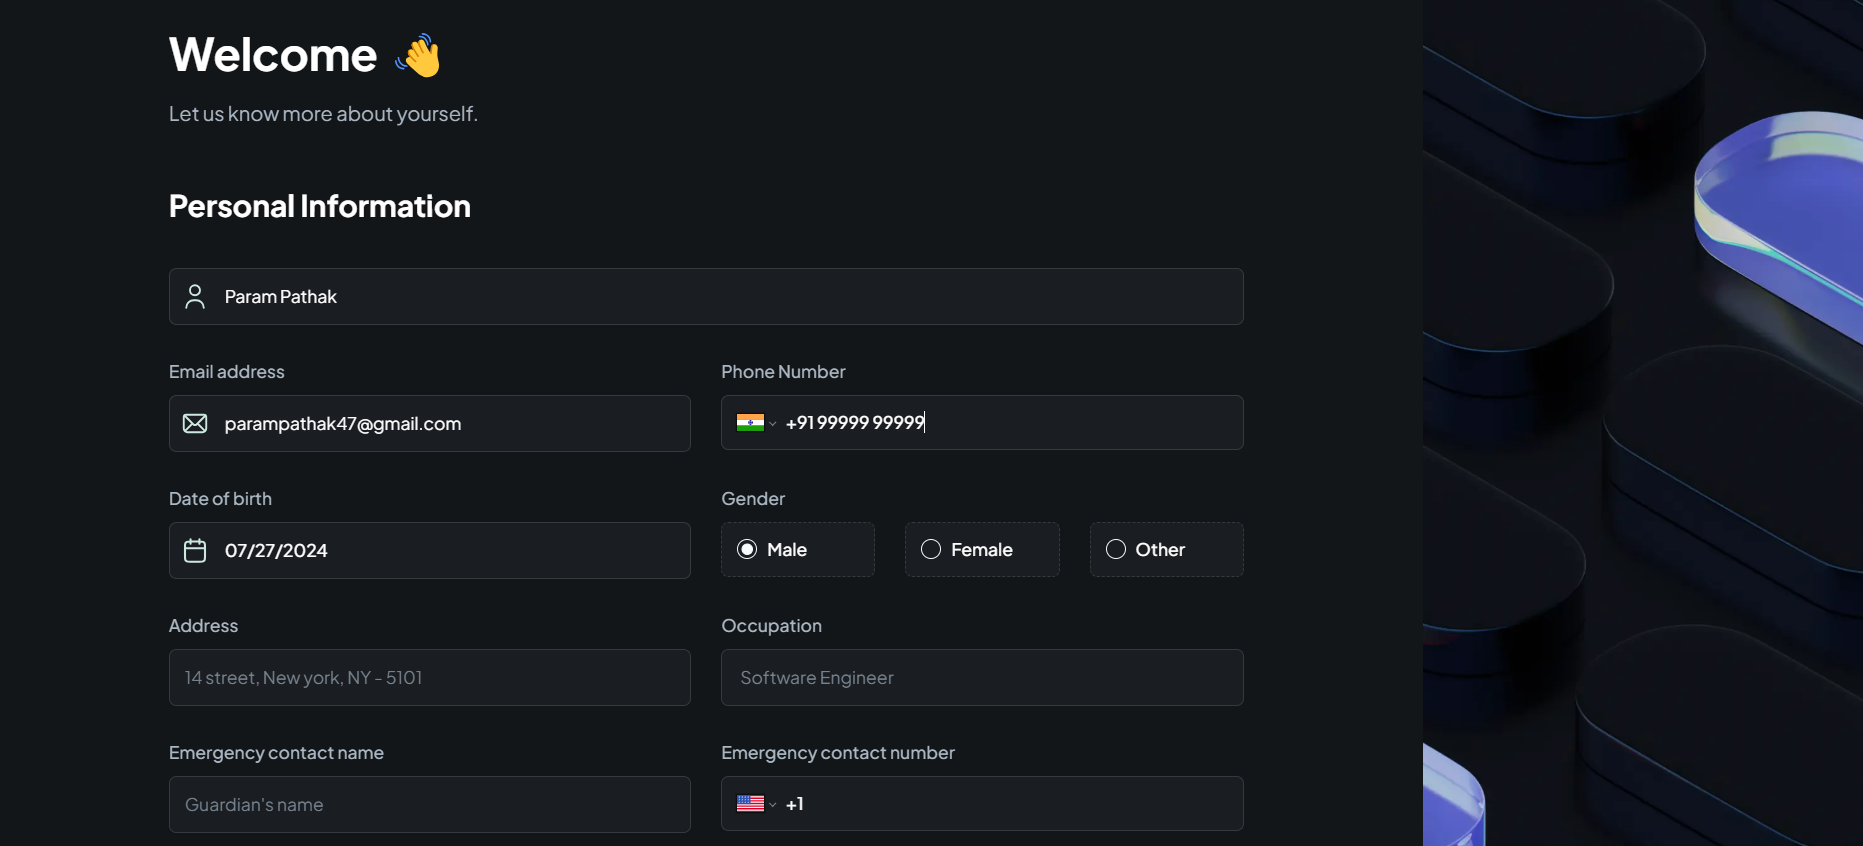 Welcome 👋
Let us know more about yourself.
Personal Information
Param Pathak
Email address
Phone Number
parampathak47@gmail.com
+91 99999 99999
Date of birth
Gender
07/27/2024
Male
Female
Other
Address
Occupation
14 street, New york, NY - 5101
Software Engineer
Emergency contact name
Emergency contact number
Guardian's name
+1